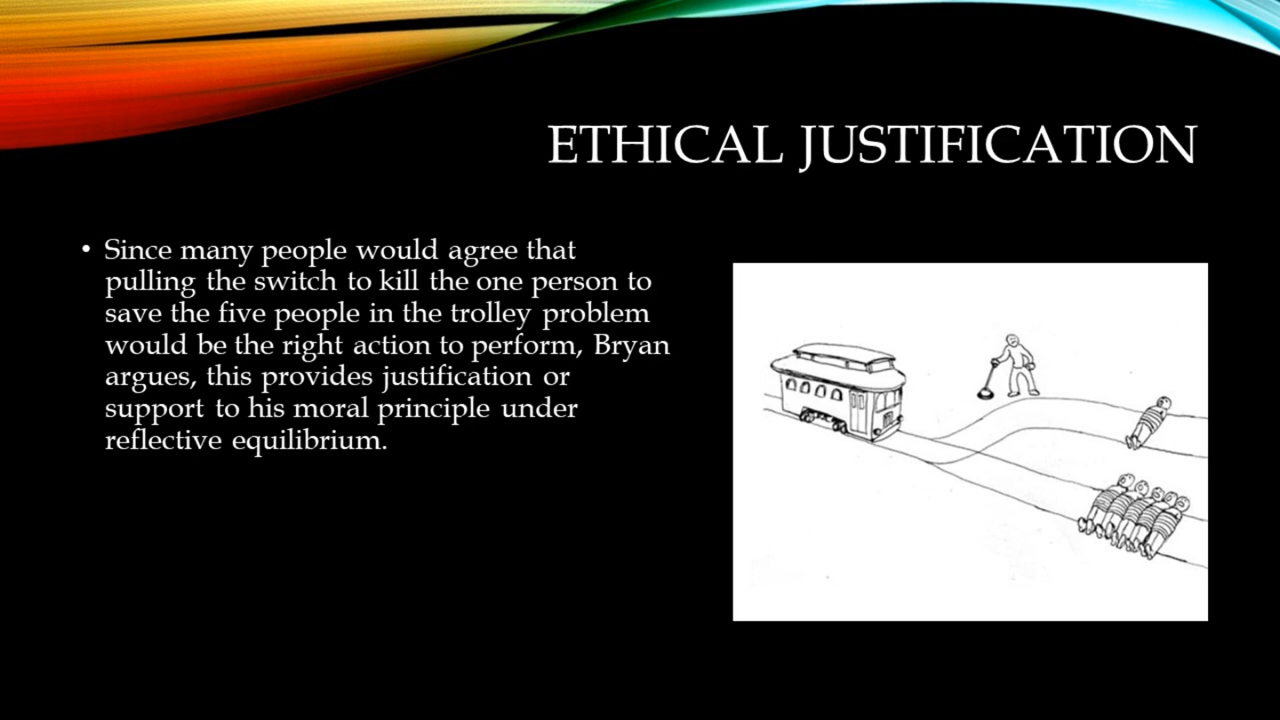 ETHICAL JUSTIFICATION
• Since many people would agree that
pulling the switch to kill the one person to
save the five people in the trolley problem
would be the right action to perform, Bryan
argues, this provides justification or
support to his moral principle under
reflective equilibrium.